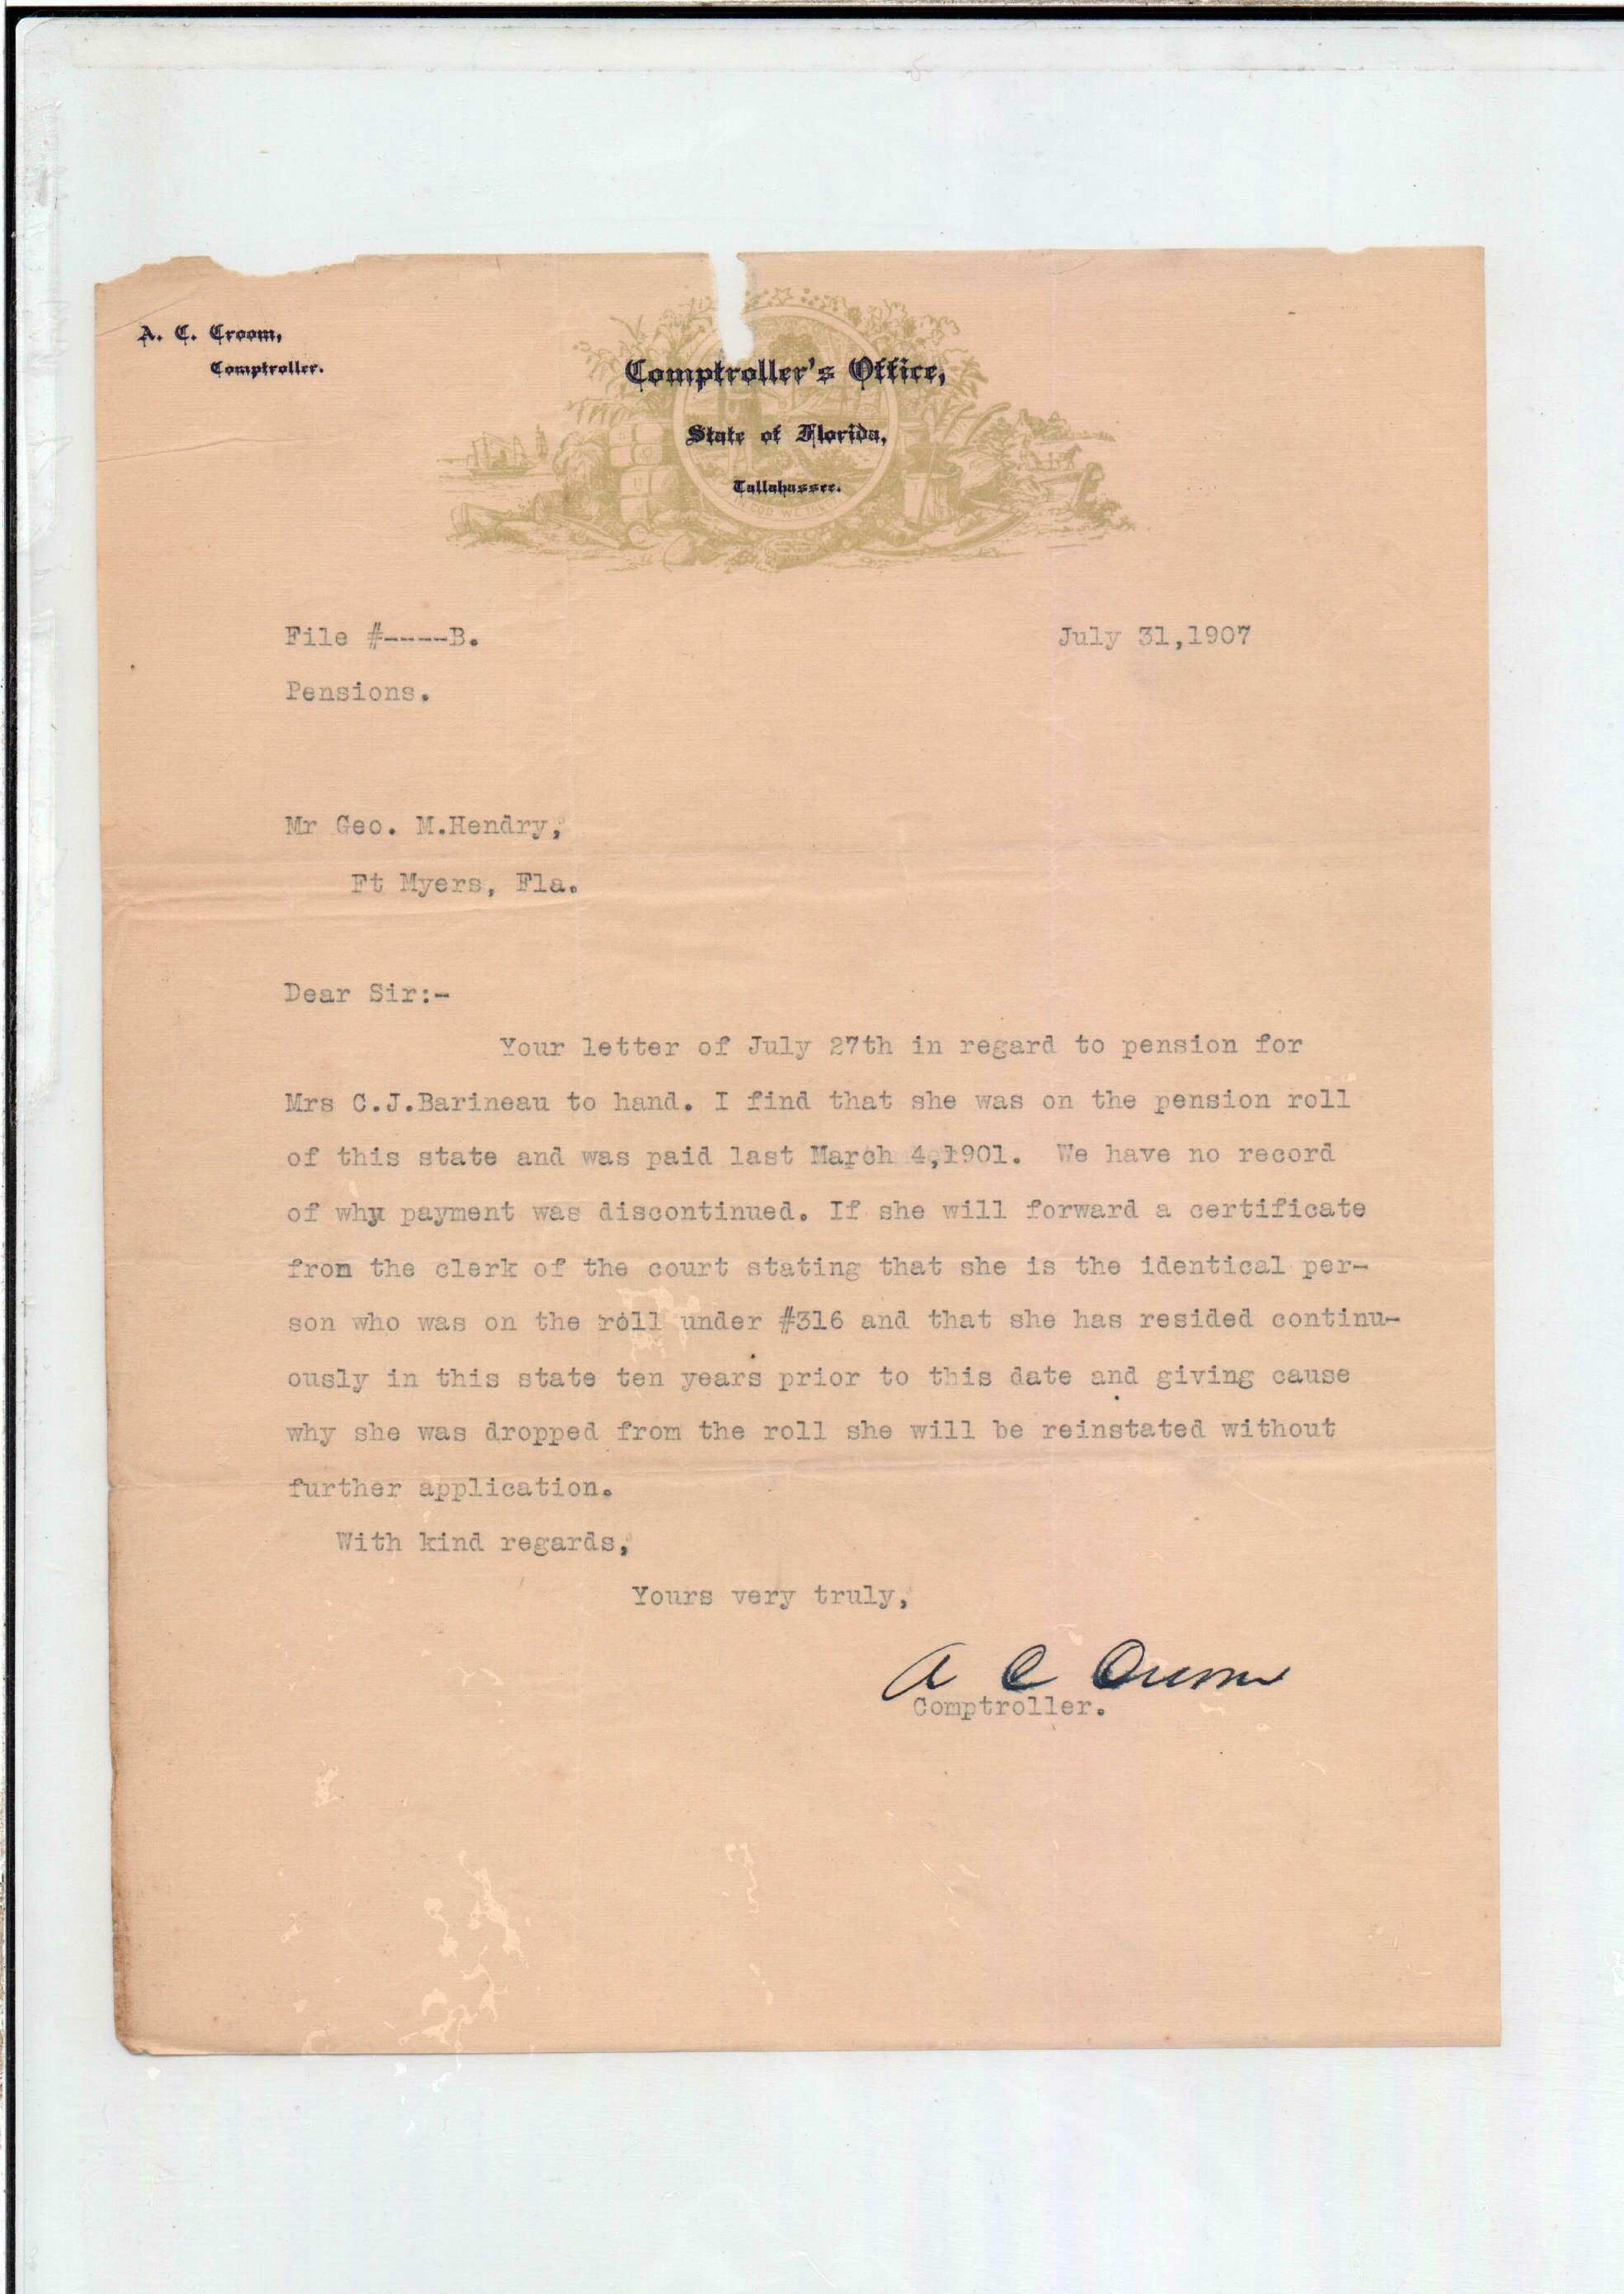 A. C. Croom,
Comptroller.
Comptroller's Office,
State of Florida,
Tallahassee.
IN GOD WE TRUST
File #----B.
July 31,1907
Pensions.
Mr Geo. M.Hendry,
Ft Myers, Fla.
Dear Sir:-
Your letter of July 27th in regard to pension for
Mrs C.J.Barineau to hand. I find that she was on the pension roll
of this state and was paid last March 4,1901. We have no record
of why payment was discontinued. If she will forward a certificate
from the clerk of the court stating that she is the identical per-
son who was on the roll under #316 and that she has resided continu-
ously in this state ten years prior to this date and giving cause
why she was dropped from the roll she will be reinstated without
further application.
With kind regards,
Yours very truly,
A C Croom
Comptroller.